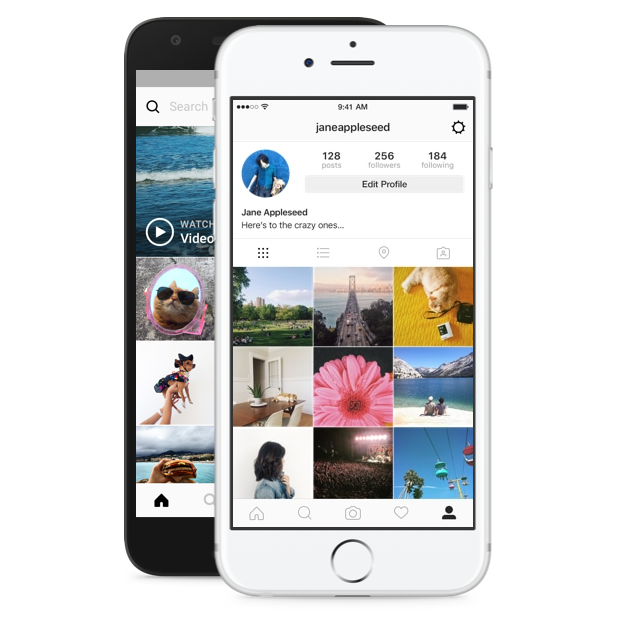 Search
WATCH
Video
9:41 AM
janeappleseed
128 256 184
posts followers following
Edit Profile
Jane Appleseed
Here's to the crazy ones...